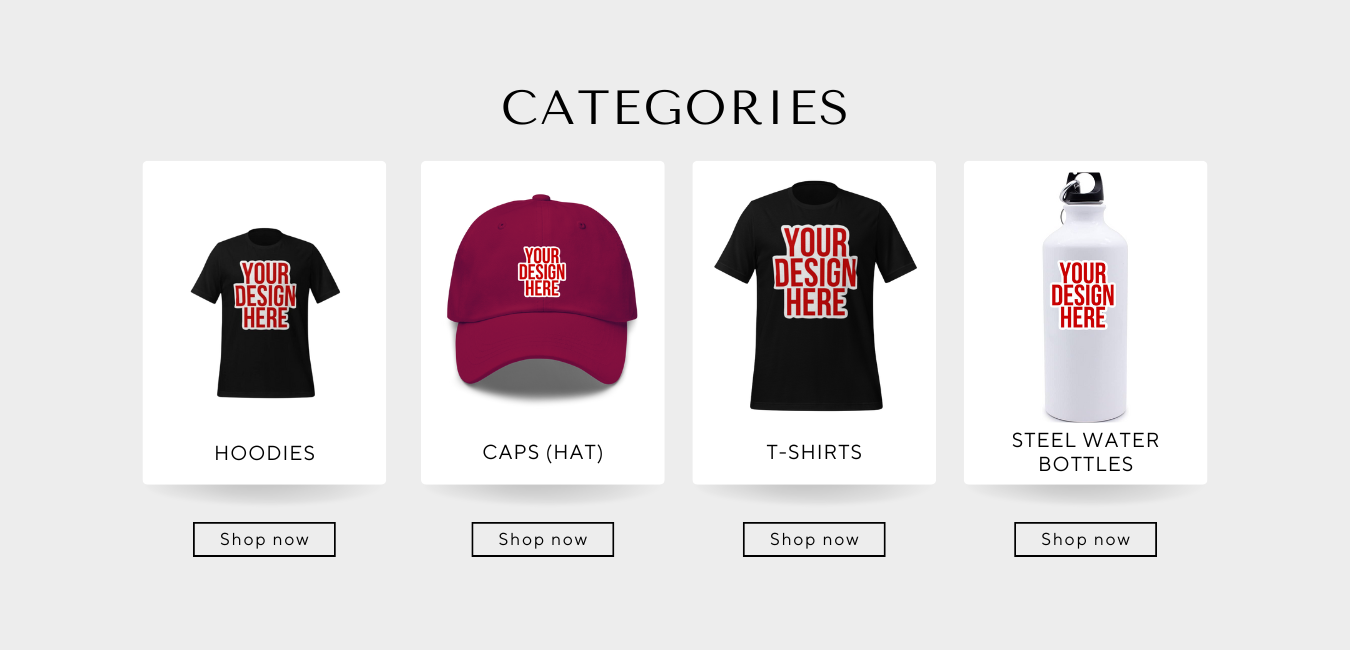 CATEGORIES
YOUR
DESIGN
HERE
HOODIES
Shop now
YOUR
DESIGN
HERE
CAPS (HAT)
Shop now
YOUR
DESIGN
HERE
T-SHIRTS
Shop now
YOUR
DESIGN
HERE
STEEL WATER
BOTTLES
Shop now